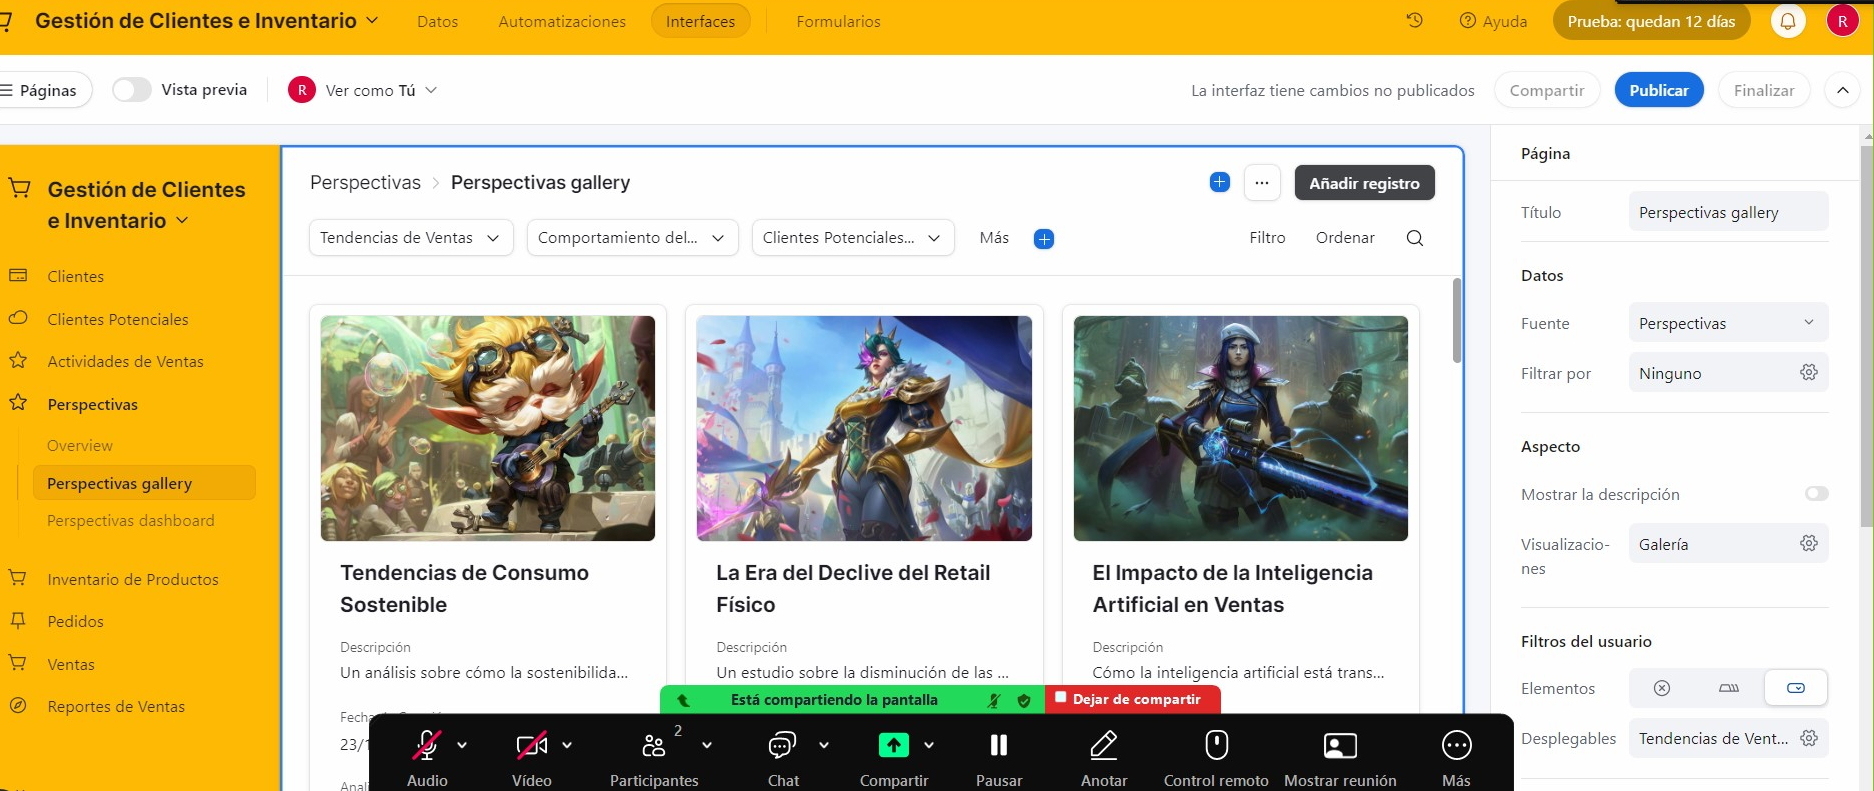 Gestión de Clientes e Inventario
Datos
Automatizaciones
Interfaces
Formularios
Ayuda
Prueba: quedan 12 días
R
Páginas
Vista previa
R
Ver como Tú
La interfaz tiene cambios no publicados
Compartir
Publicar
Finalizar
Gestión de Clientes
e Inventario
Clientes
Clientes Potenciales
Actividades de Ventas
Perspectivas
Overview
Perspectivas gallery
Perspectivas dashboard
Inventario de Productos
Pedidos
Ventas
Reportes de Ventas
Perspectivas > Perspectivas gallery
Añadir registro
Tendencias de Ventas
Comportamiento del...
Clientes Potenciales...
Más
Filtro
Ordenar
Tendencias de Consumo
Sostenible
Descripción
Un análisis sobre cómo la sostenibilida...
23/1
La Era del Declive del Retail
Físico
Descripción
Un estudio sobre la disminución de las ...
El Impacto de la Inteligencia
Artificial en Ventas
Descripción
Cómo la inteligencia artificial está trans...
Página
Título
Perspectivas gallery
Datos
Fuente
Perspectivas
Filtrar por
Ninguno
Aspecto
Mostrar la descripción
Visualizacio-
nes
Galería
Filtros del usuario
Elementos
Desplegables
Tendencias de Vent...
Está compartiendo la pantalla
Dejar de compartir
Audio
Vídeo
2
Participantes
Chat
Compartir
Pausar
Anotar
Control remoto
Mostrar reunión
Más